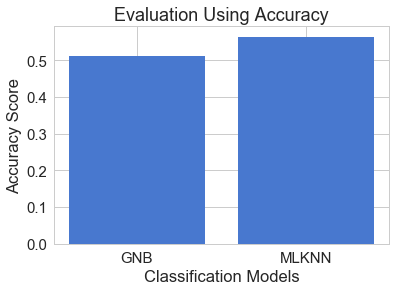 Evaluation Using Accuracy
Accuracy Score
0.5
0.4
0.3
0.2
0.1
0.0
GNB
MLKNN
Classification Models